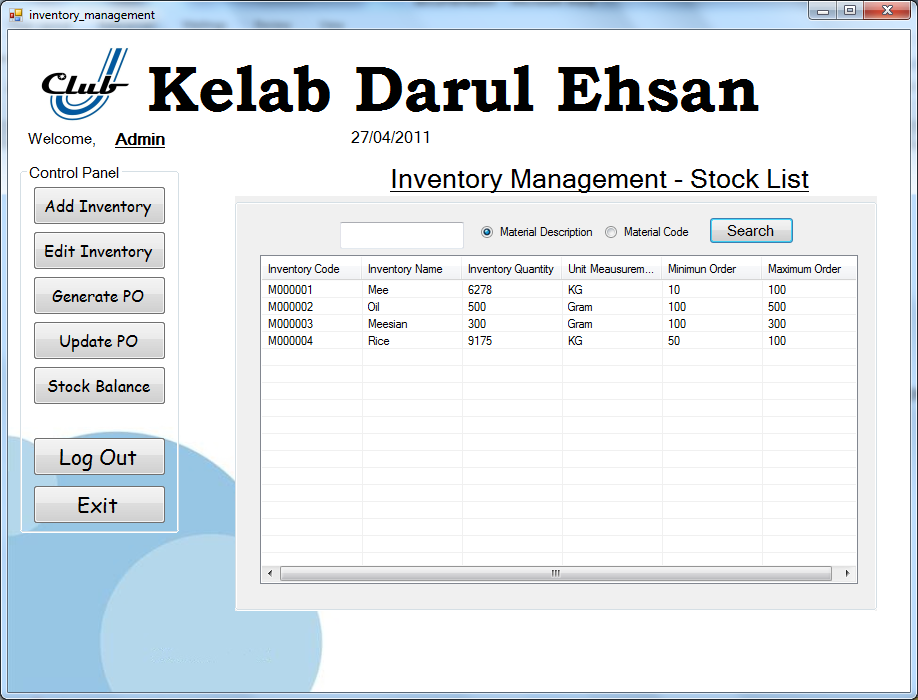 inventory_management
Club
Kelab Darul Ehsan
Welcome, Admin
27/04/2011
Control Panel
Inventory Management - Stock List
Add Inventory
Edit Inventory
Generate PO
Update PO
Stock Balance
Log Out
Exit
Material Description Material Code Search
Inventory Code Inventory Name Inventory Quantity Unit Meausurem... Minimun Order Maximum Order
M000001 Mee 6278 KG 10 100
M000002 Oil 500 Gram 100 500
M000003 Meesian 300 Gram 100 300
M000004 Rice 9175 KG 50 100